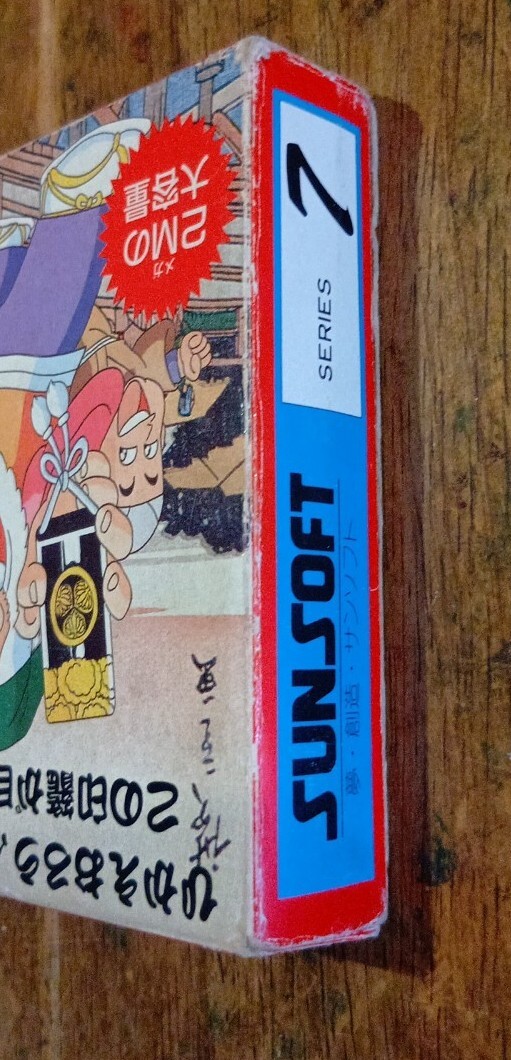 SUNSOFT
夢・創造・サンソフト
SERIES 7
2Mの
メガ
大容量
ひかえおろう
この印籠が目